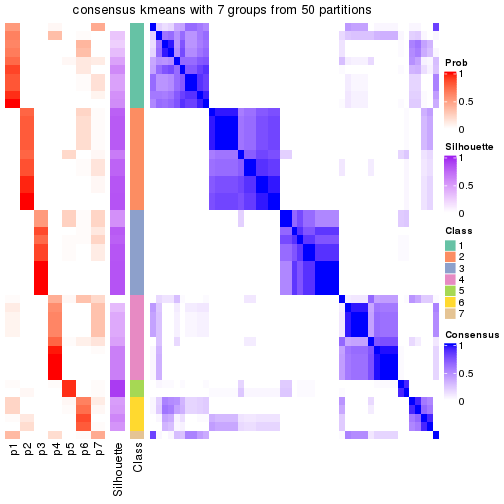 consensus kmeans with 7 groups from 50 partitions
Prob
1
0.5
0
Silhouette
1
0.5
0
Class
1
2
3
4
5
6
7
Consensus
1
0.5
0
p1
p2
p3
p4
p5
p6
p7
Silhouette
Class